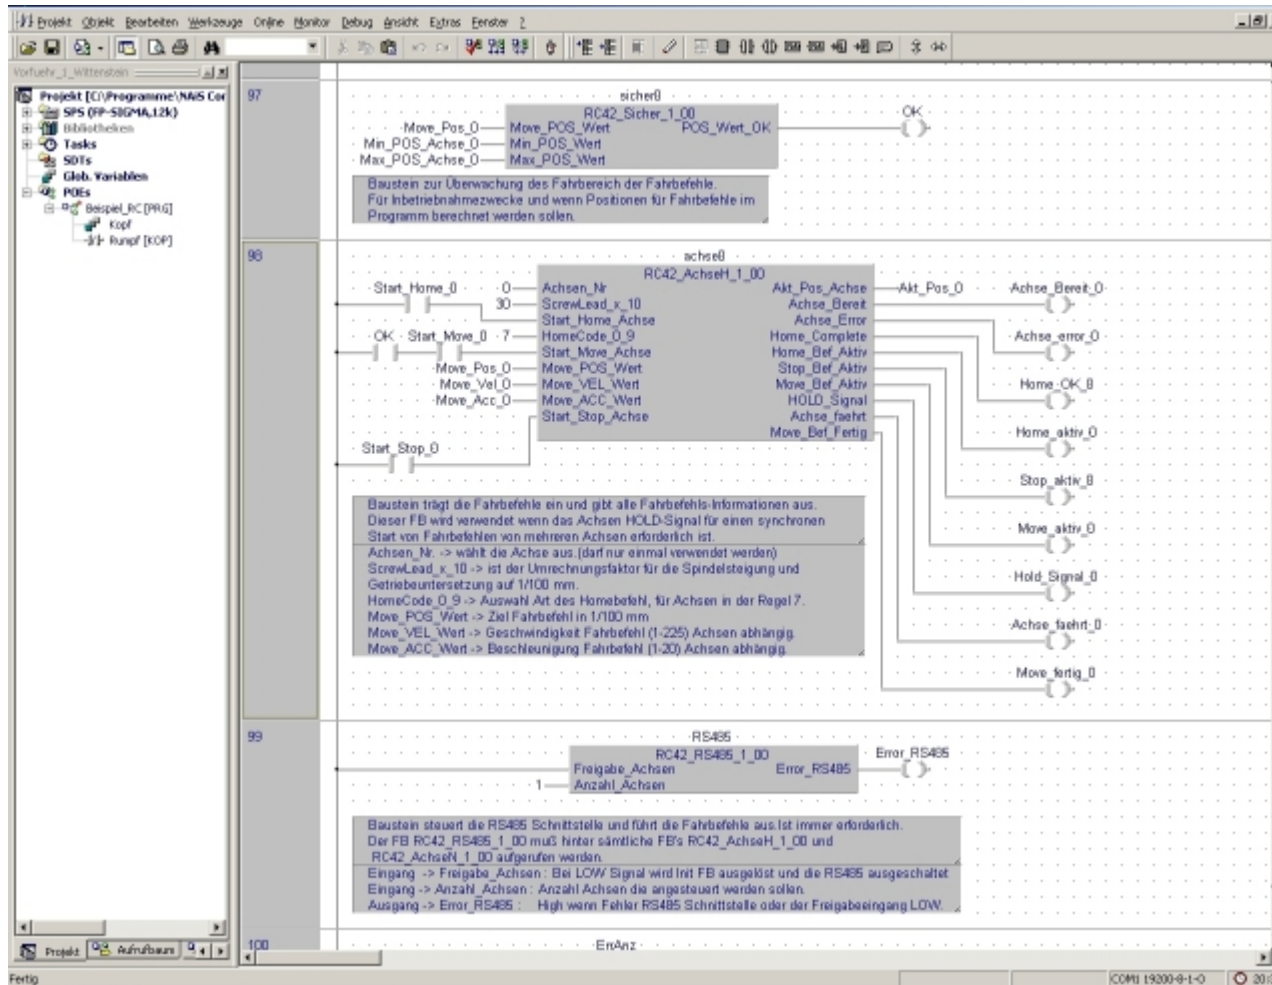 Projekt Objekt Bearbeiten Werkzeuge Online Monitor Debug Ansicht Extras Fenster ?
Vorfuehr_1_Wittenstein
Projekt [C:\Programme\NAiS Cor
SPS (FP-SIGMA,12k)
Bibliotheken
Tasks
SDTs
Glob. Variablen
POEs
Beispiel_RC [PRG]
Kopf
Rumpf [KOP]
Projekt Aufrufbaum
97
sicher0
RC42_Sicher_1_00
OK
Move_Pos_0 Move_POS_Wert POS_Wert_OK
Min_POS_Achse_0 Min_POS_Wert
Max_POS_Achse_0 Max_POS_Wert
Baustein zur Überwachung des Fahrbereich der Fahrbefehle.
Für Inbetriebnahmezwecke und wenn Positionen für Fahrbefehle im
Programm berechnet werden sollen.
98
achse0
RC42_AchseH_1_00
Start_Home_0 0 Achsen_Nr Akt_Pos_Achse Akt_Pos_0 Achse_Bereit_0
30 ScrewLead_x_10 Achse_Bereit
Start_Home_Achse Achse_Error
OK Start_Move_0 7 HomeCode_0_9 Home_Complete Achse_error_0
Start_Move_Achse Home_Bef_Aktiv
Move_Pos_0 Move_POS_Wert Stop_Bef_Aktiv
Move_Vel_0 Move_VEL_Wert Move_Bef_Aktiv Home_OK_0
Move_Acc_0 Move_ACC_Wert HOLD_Signal
Start_Stop_Achse Achse_faehrt
Move_Bef_Fertig Home_aktiv_0
Start_Stop_0
Stop_aktiv_0
Move_aktiv_0
Hold_Signal_0
Achse_faehrt_0
Move_fertig_0
Baustein trägt die Fahrbefehle ein und gibt alle Fahrbefehls-Informationen aus.
Dieser FB wird verwendet wenn das Achsen HOLD-Signal für einen synchronen
Start von Fahrbefehlen von mehreren Achsen erforderlich ist.
Achsen_Nr. -> wählt die Achse aus.(darf nur einmal verwendet werden)
ScrewLead_x_10 -> ist der Umrechnungsfaktor für die Spindelsteigung und
Getriebeuntersetzung auf 1/100 mm.
HomeCode_0_9 -> Auswahl Art des Homebefehl, für Achsen in der Regel 7.
Move_POS_Wert -> Ziel Fahrbefehl in 1/100 mm
Move_VEL_Wert -> Geschwindigkeit Fahrbefehl (1-225) Achsen abhängig.
Move_ACC_Wert -> Beschleunigung Fahrbefehl (1-20) Achsen abhängig.
99
RS485
RC42_RS485_1_00
Error_RS485
Freigabe_Achsen Error_RS485
1 Anzahl_Achsen
Baustein steuert die RS485 Schnittstelle und führt die Fahrbefehle aus.Ist immer erforderlich.
Der FB RC42_RS485_1_00 muß hinter sämtliche FB's RC42_AchseH_1_00 und
RC42_AchseN_1_00 aufgerufen werden.
Eingang -> Freigabe_Achsen : Bei LOW Signal wird Init FB ausgelöst und die RS485 ausgeschaltet
Eingang -> Anzahl_Achsen : Anzahl Achsen die angesteuert werden sollen.
Ausgang -> Error_RS485 : High wenn Fehler RS485 Schnittstelle oder der Freigabeeingang LOW.
100
ErrAnz
Fertig
COM1 19200-8-1-O
20: